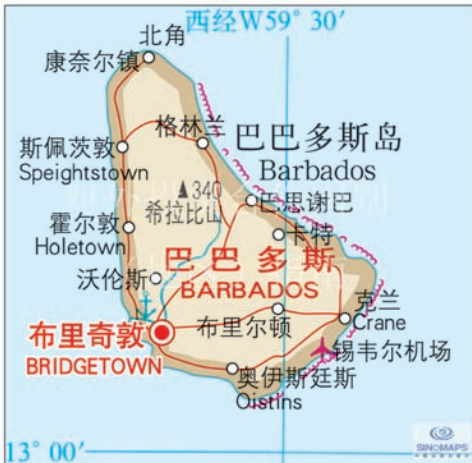 西经W59°30′
北角
康奈尔镇
格林兰
斯佩茨敦
Speightstown
巴巴多斯岛
Barbados
340
希拉比山
巴思谢巴
霍尔敦
Holetown
卡特
巴巴多斯
BARBADOS
沃伦斯
克兰
Crane
布里奇敦
BRIDGETOWN
布里尔顿
锡韦尔机场
奥伊斯廷斯
Oistins
13°00′
SINOMAPS